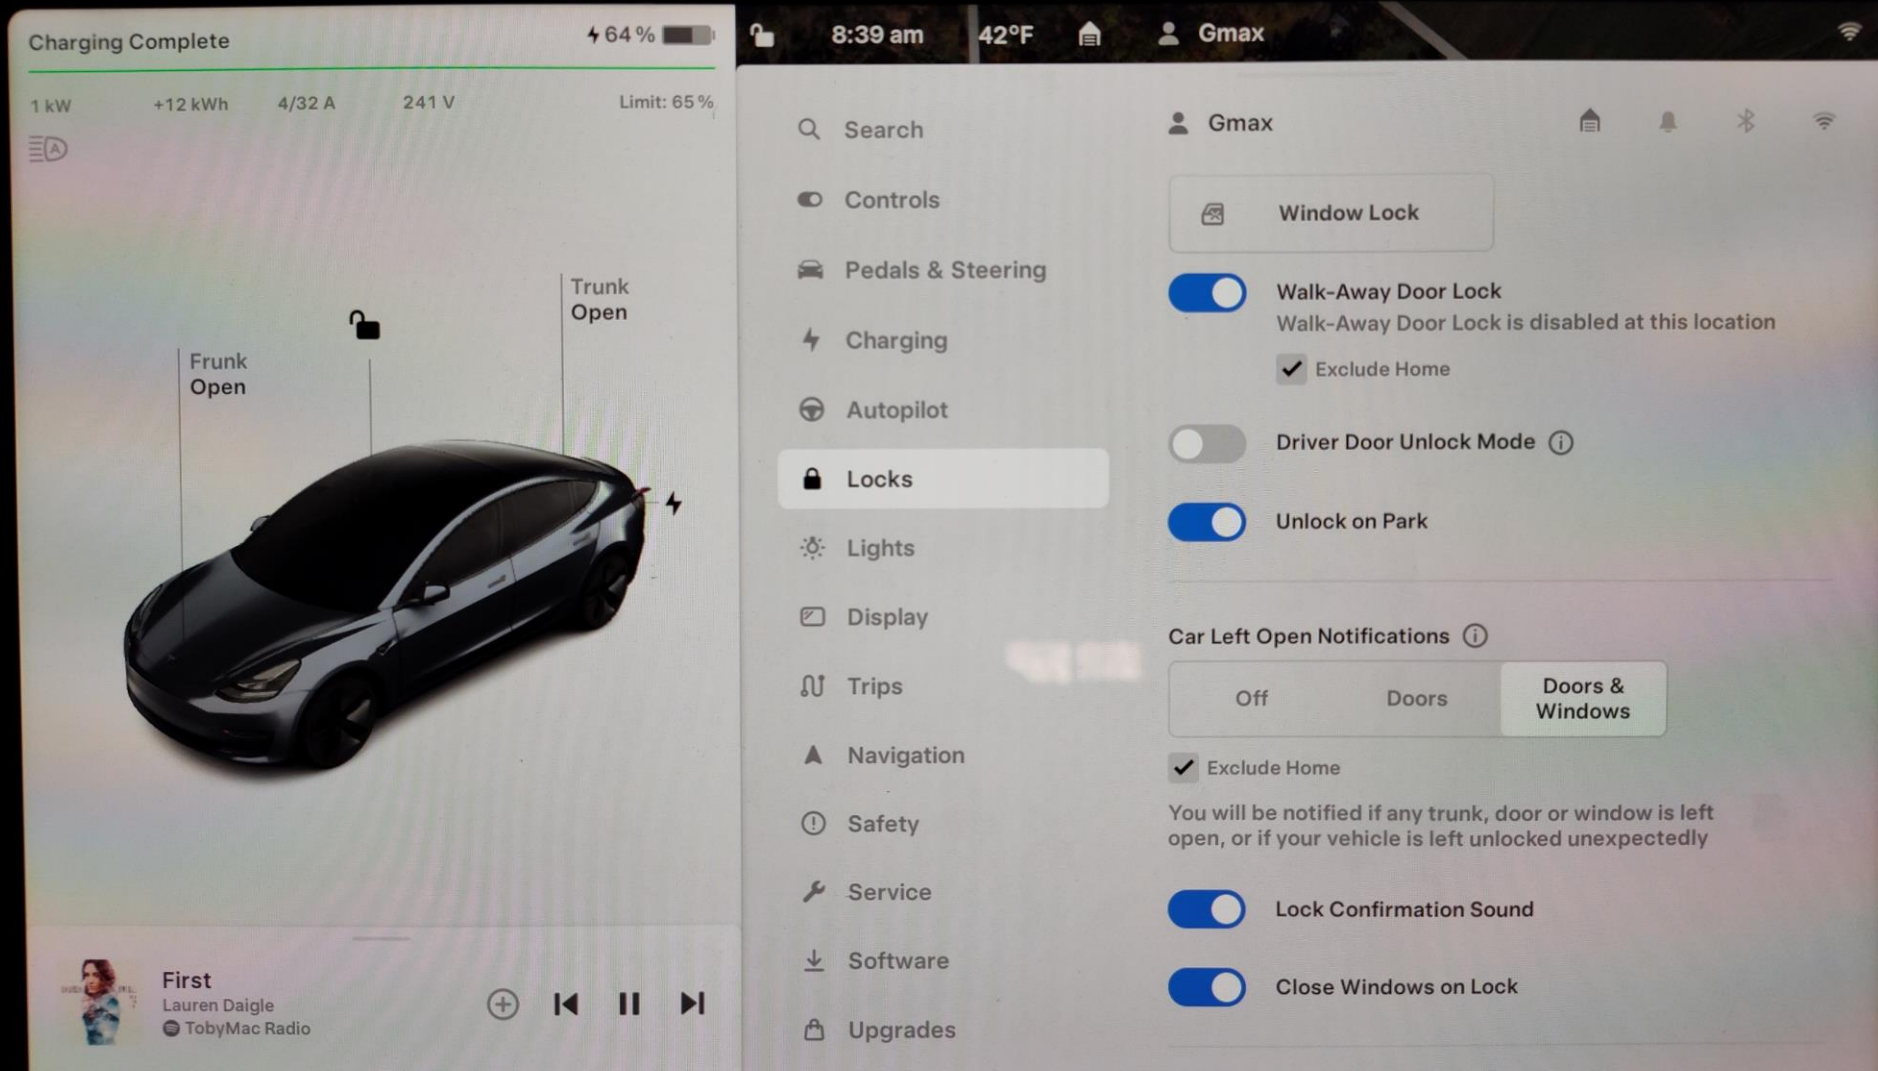 Charging Complete
64 %
1 kW
+12 kWh
4/32 A
241 V
Limit: 65 %
A
Trunk
Open
Frunk
Open
First
Lauren Daigle
TobyMac Radio
8:39 am
42°F
Gmax
Search
Controls
Pedals & Steering
Charging
Autopilot
Locks
Lights
Display
Trips
Navigation
Safety
Service
Software
Upgrades
Gmax
Window Lock
Walk-Away Door Lock
Walk-Away Door Lock is disabled at this location
Exclude Home
Driver Door Unlock Mode
Unlock on Park
Car Left Open Notifications
Off
Doors
Doors &
Windows
Exclude Home
You will be notified if any trunk, door or window is left
open, or if your vehicle is left unlocked unexpectedly
Lock Confirmation Sound
Close Windows on Lock